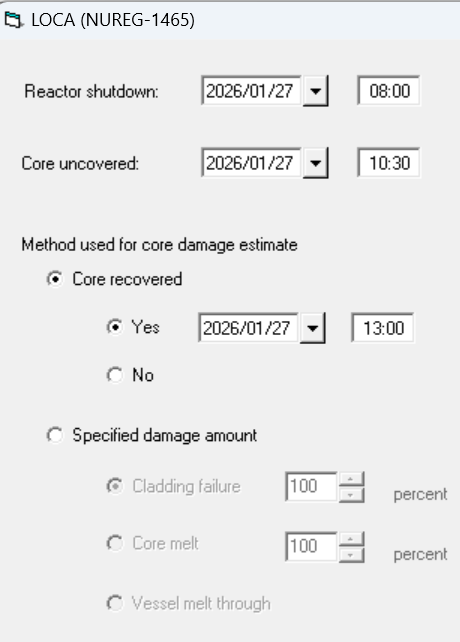 LOCA (NUREG-1465)
Reactor shutdown: 2026/01/27 08:00
Core uncovered: 2026/01/27 10:30
Method used for core damage estimate
Core recovered
Yes 2026/01/27 13:00
No
Specified damage amount
Cladding failure 100 percent
Core melt 100 percent
Vessel melt through